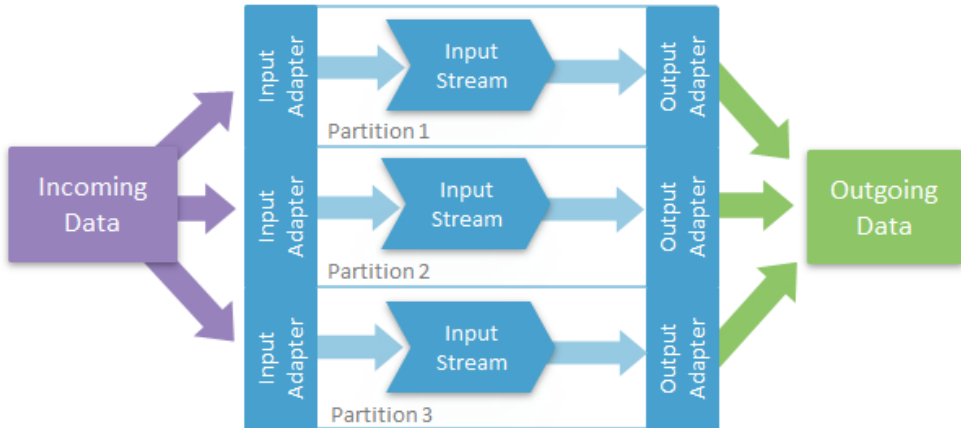 Incoming
Data
Input
Adapter
Input
Stream
Output
Adapter
Partition 1
Input
Adapter
Input
Stream
Output
Adapter
Partition 2
Input
Adapter
Input
Stream
Output
Adapter
Partition 3
Outgoing
Data